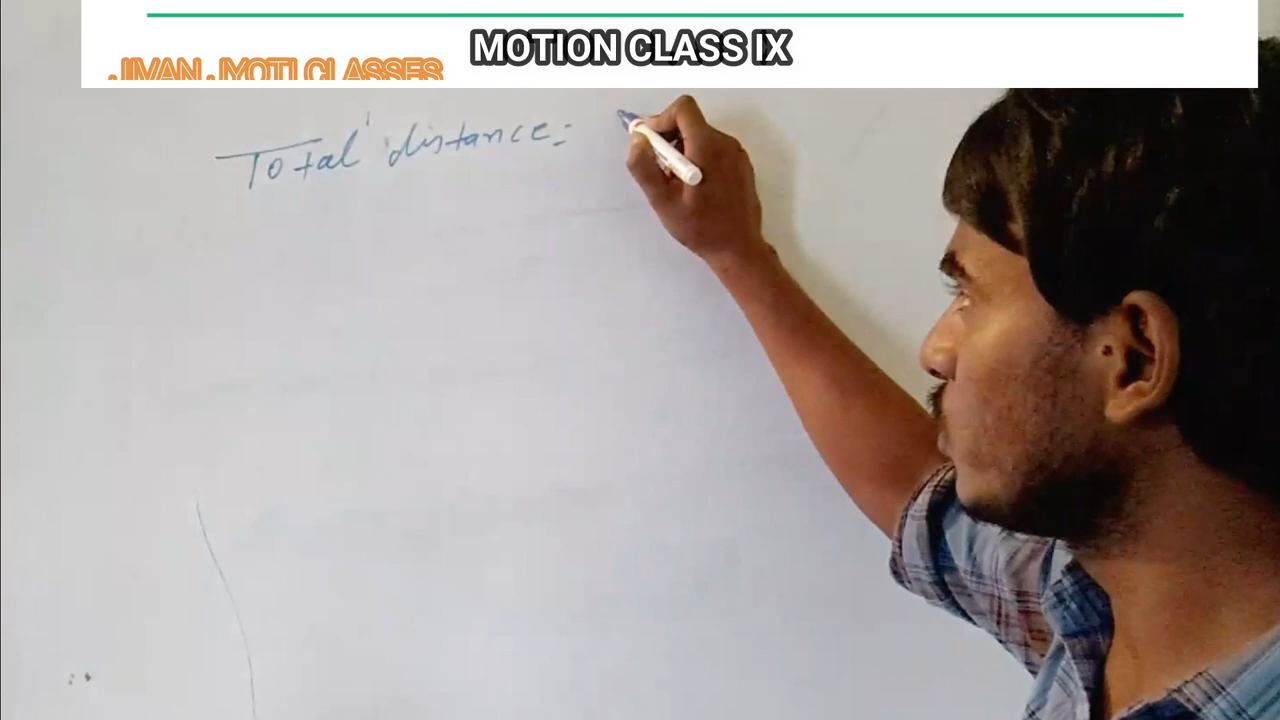 MOTION CLASS IX
JIVAN JYOTI CLASSES
Total distance =